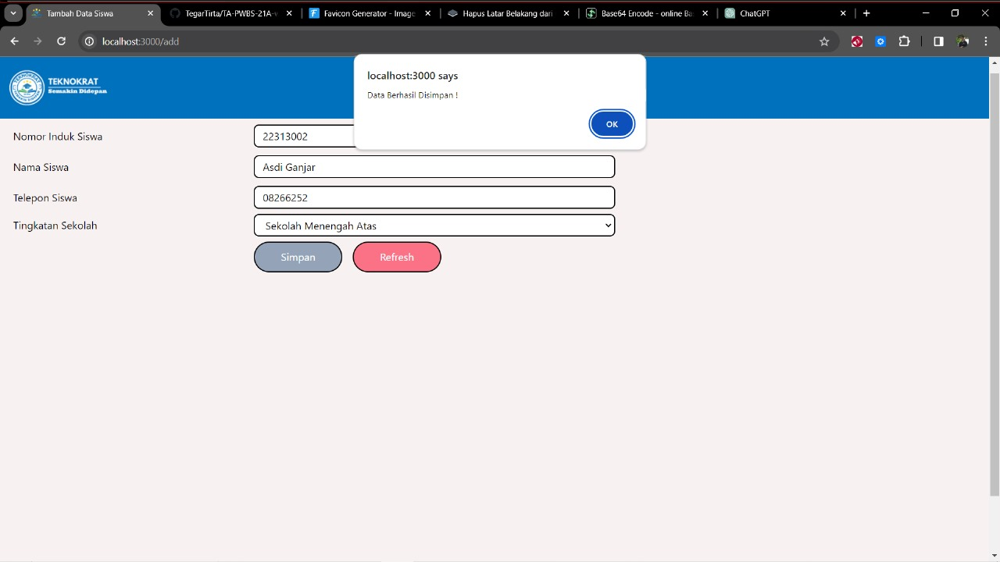 Tambah Data Siswa
TegarTirta/TA-PWBS-21A-
Favicon Generator - Image
Hapus Latar Belakang dari
Base64 Encode - online Ba
ChatGPT
localhost:3000/add
TEKNOKRAT
Semakin Didepan
localhost:3000 says
Data Berhasil Disimpan !
OK
Nomor Induk Siswa
22313002
Nama Siswa
Asdi Ganjar
Telepon Siswa
08266252
Tingkatan Sekolah
Sekolah Menengah Atas
Simpan
Refresh